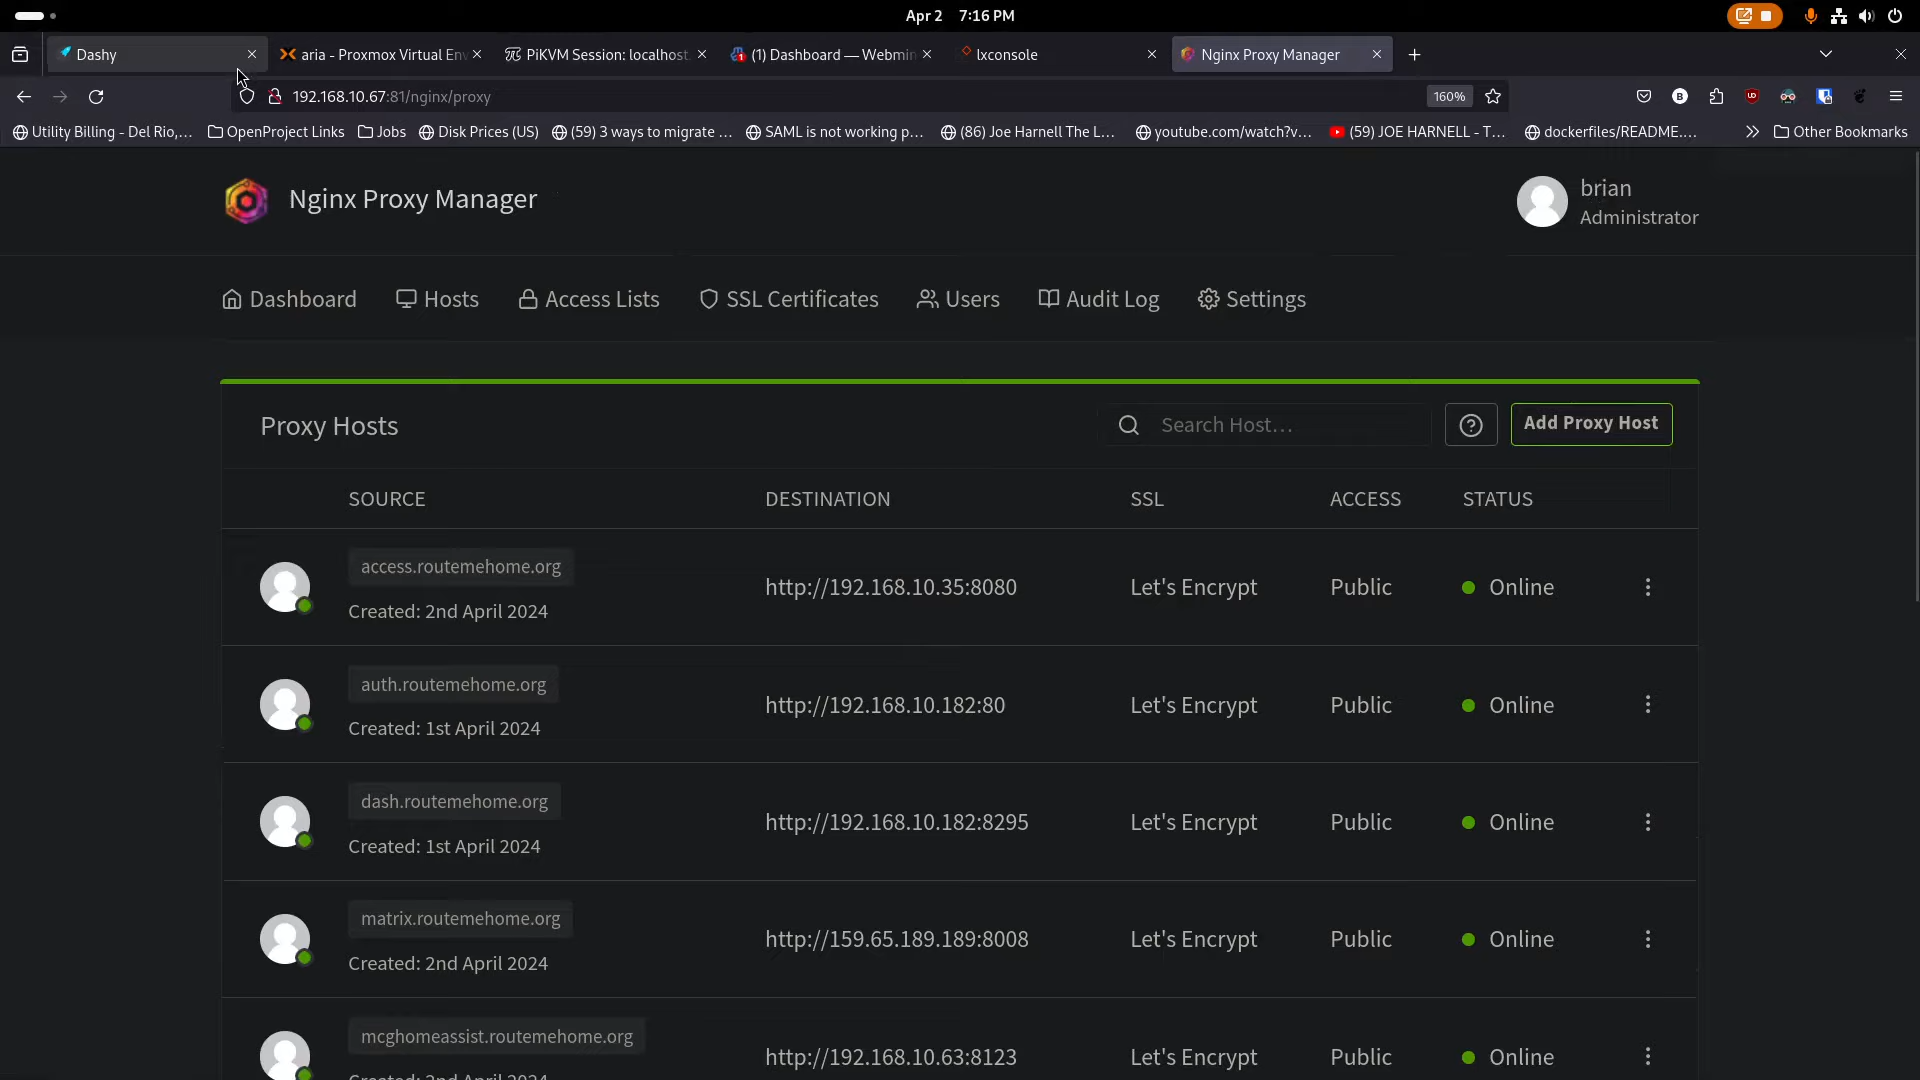 Apr 2 7:16 PM
Dashy
aria - Proxmox Virtual Env
PiKVM Session: localhost.
(1) Dashboard — Webmin
lxconsole
Nginx Proxy Manager
192.168.10.67:81/nginx/proxy
160%
Utility Billing - Del Rio,...
OpenProject Links
Jobs
Disk Prices (US)
(59) 3 ways to migrate ...
SAML is not working p...
(86) Joe Harnell The L...
youtube.com/watch?v...
(59) JOE HARNELL - T...
dockerfiles/README....
Other Bookmarks
Nginx Proxy Manager
brian
Administrator
Dashboard
Hosts
Access Lists
SSL Certificates
Users
Audit Log
Settings
Proxy Hosts
Search Host…
Add Proxy Host
SOURCE DESTINATION SSL ACCESS STATUS
access.routemehome.org
Created: 2nd April 2024
http://192.168.10.35:8080 Let's Encrypt Public Online
auth.routemehome.org
Created: 1st April 2024
http://192.168.10.182:80 Let's Encrypt Public Online
dash.routemehome.org
Created: 1st April 2024
http://192.168.10.182:8295 Let's Encrypt Public Online
matrix.routemehome.org
Created: 2nd April 2024
http://159.65.189.189:8008 Let's Encrypt Public Online
mcghomeassist.routemehome.org
Created: 2nd April 2024
http://192.168.10.63:8123 Let's Encrypt Public Online